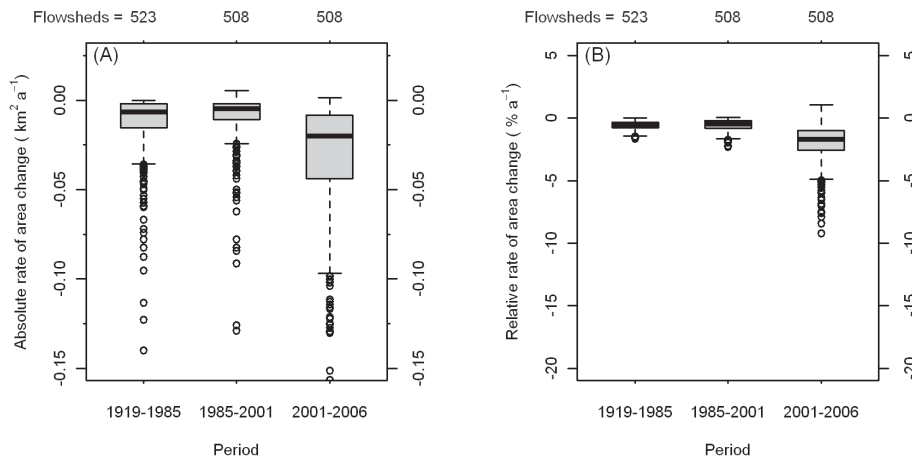 Flowsheds = 523 508 508
(A)
Absolute rate of area change ( km² a⁻¹)
0.00
-0.05
-0.10
-0.15
0.00
-0.05
-0.10
-0.15
1919-1985 1985-2001 2001-2006
Period
Flowsheds = 523 508 508
(B)
Relative rate of area change ( % a⁻¹)
5
0
-5
-10
-15
-20
5
0
-5
-10
-15
-20
1919-1985 1985-2001 2001-2006
Period